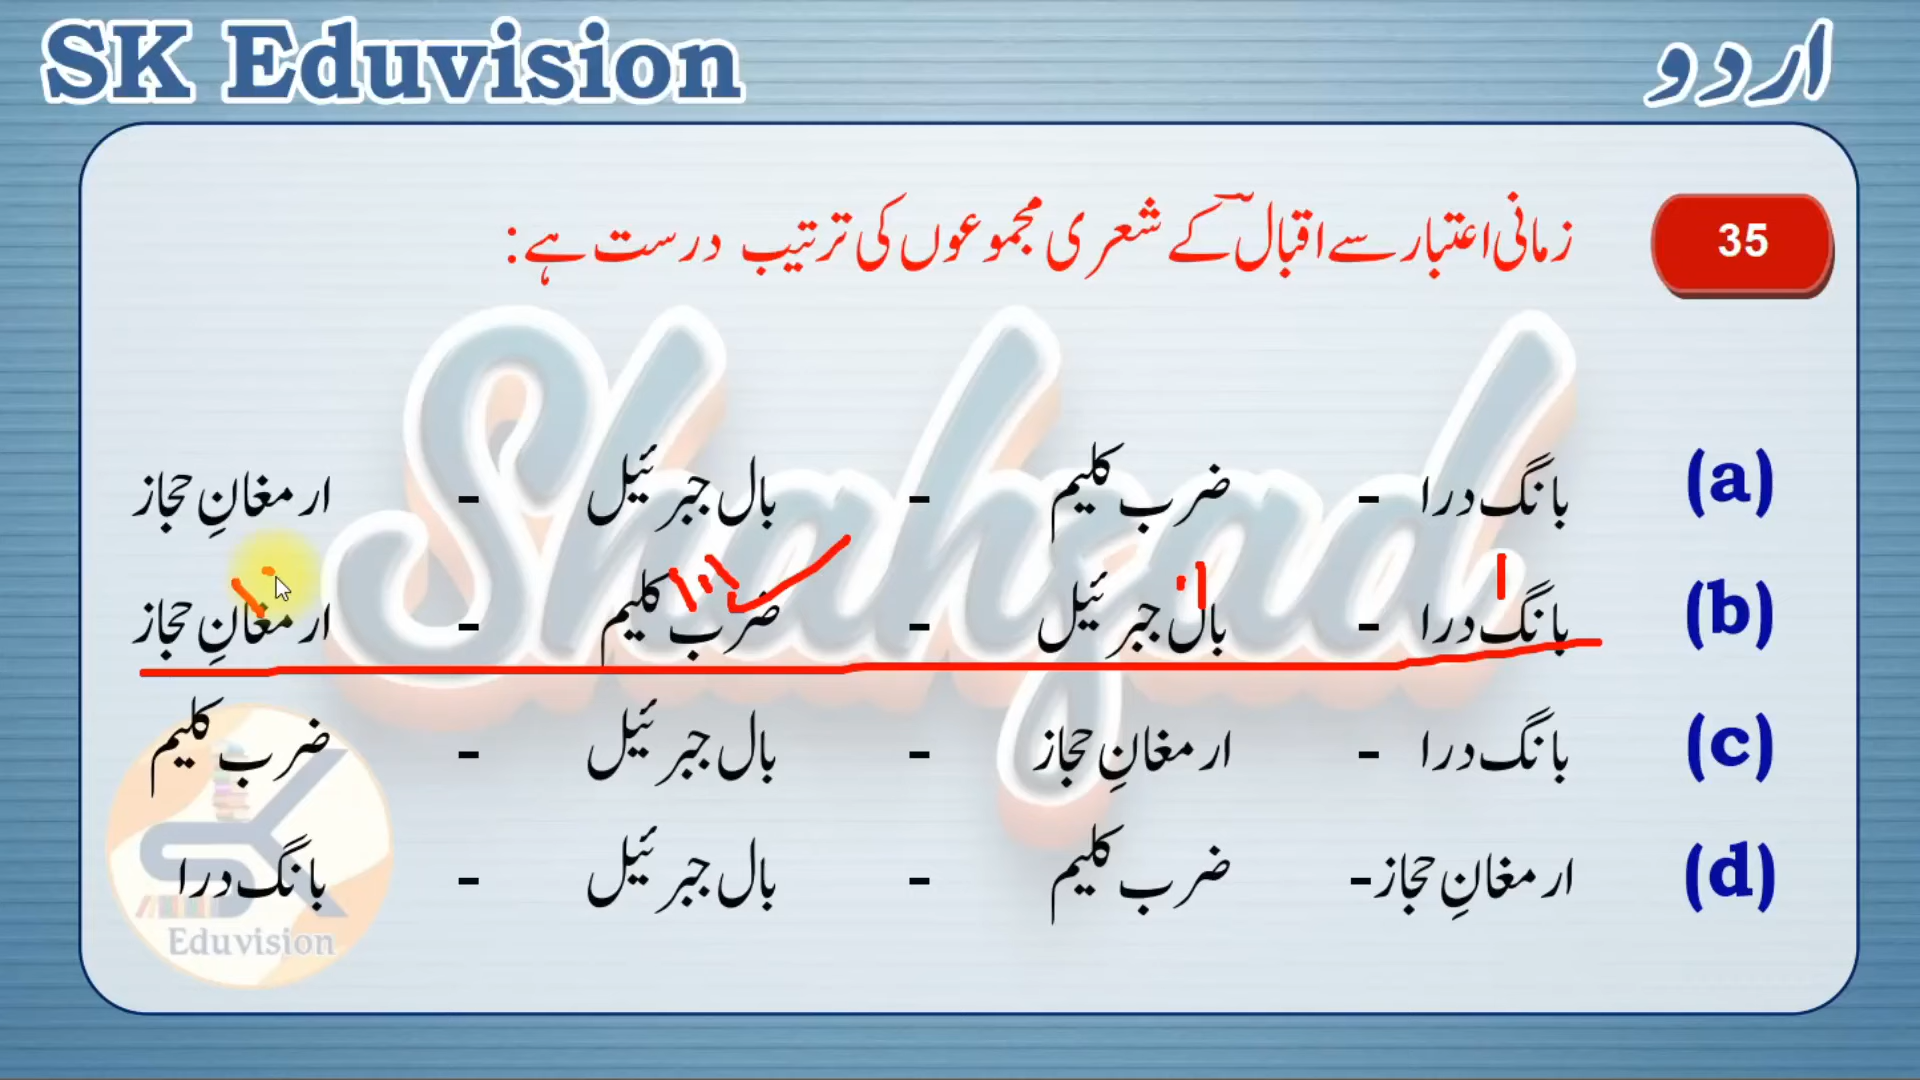 SK Eduvision
اردو
35
زمانی اعتبار سے اقبالؔ کے شعری مجموعوں کی ترتیب درست ہے:
(a) بانگ درا - ضرب کلیم - بال جبرئیل - ارمغانِ حجاز
(b) بانگ درا - بال جبرئیل - ضرب کلیم - ارمغانِ حجاز
(c) بانگ درا - ارمغانِ حجاز - بال جبرئیل - ضرب کلیم
(d) ارمغانِ حجاز - ضرب کلیم - بال جبرئیل - بانگ درا
Shahzad
SK
Eduvision